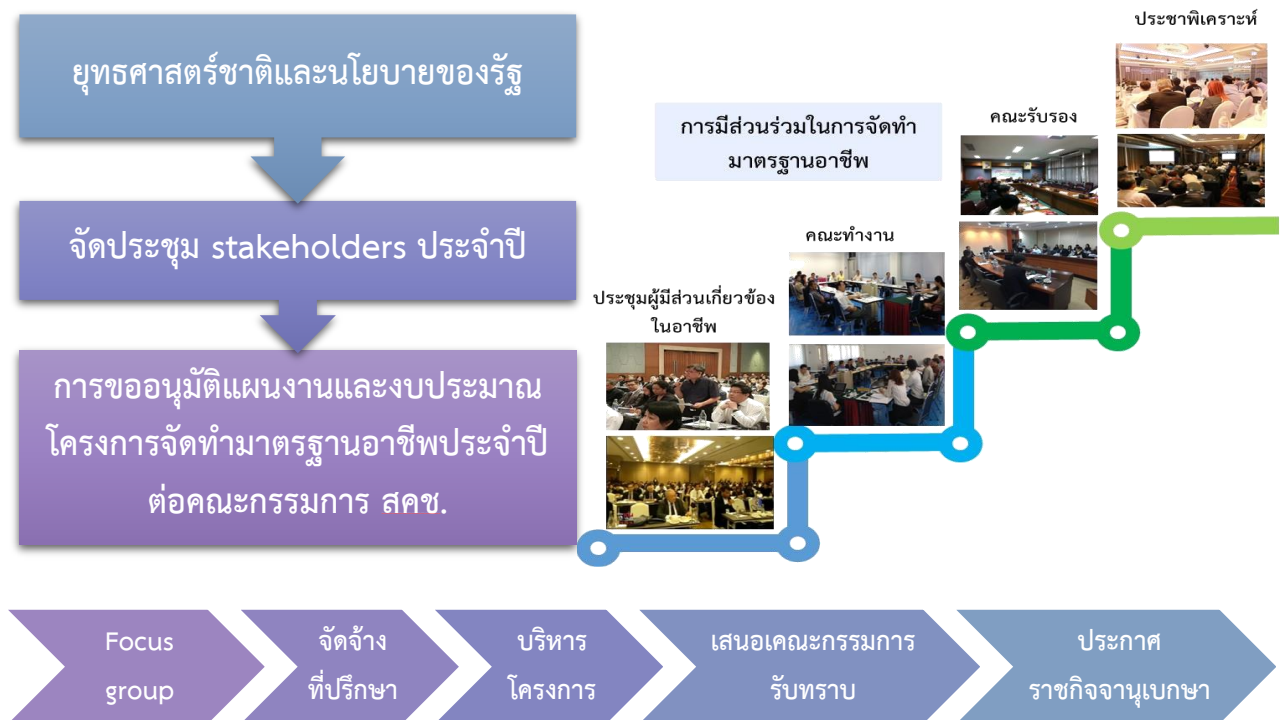 ยุทธศาสตร์ชาติและนโยบายของรัฐ
จัดประชุม stakeholders ประจำปี
การขออนุมัติแผนงานและงบประมาณ
โครงการจัดทำมาตรฐานอาชีพประจำปี
ต่อคณะกรรมการ สคช.
การมีส่วนร่วมในการจัดทำ
มาตรฐานอาชีพ
ประชุมผู้มีส่วนเกี่ยวข้อง
ในอาชีพ
คณะทำงาน
คณะรับรอง
ประชาพิเคราะห์
Focus
group
จัดจ้าง
ที่ปรึกษา
บริหาร
โครงการ
เสนอเคณะกรรมการ
รับทราบ
ประกาศ
ราชกิจจานุเบกษา